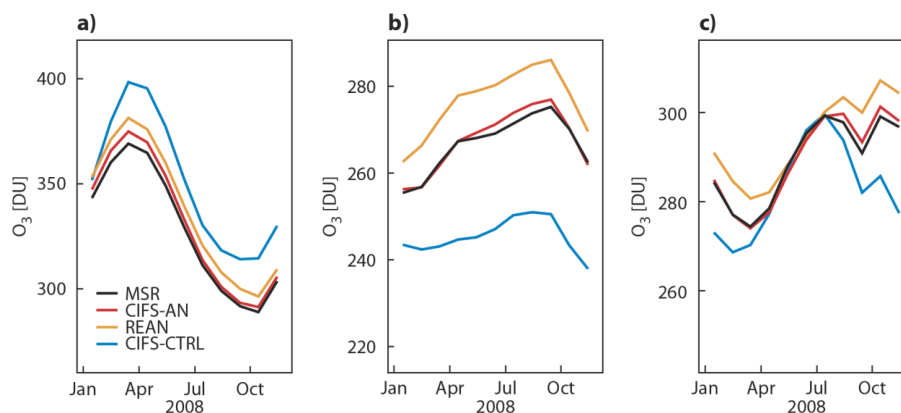 a)
O3 [DU]
400
350
300
MSR
CIFS-AN
REAN
CIFS-CTRL
Jan Apr Jul Oct
2008
b)
O3 [DU]
280
260
240
220
Jan Apr Jul Oct
2008
c)
O3 [DU]
300
280
260
Jan Apr Jul Oct
2008